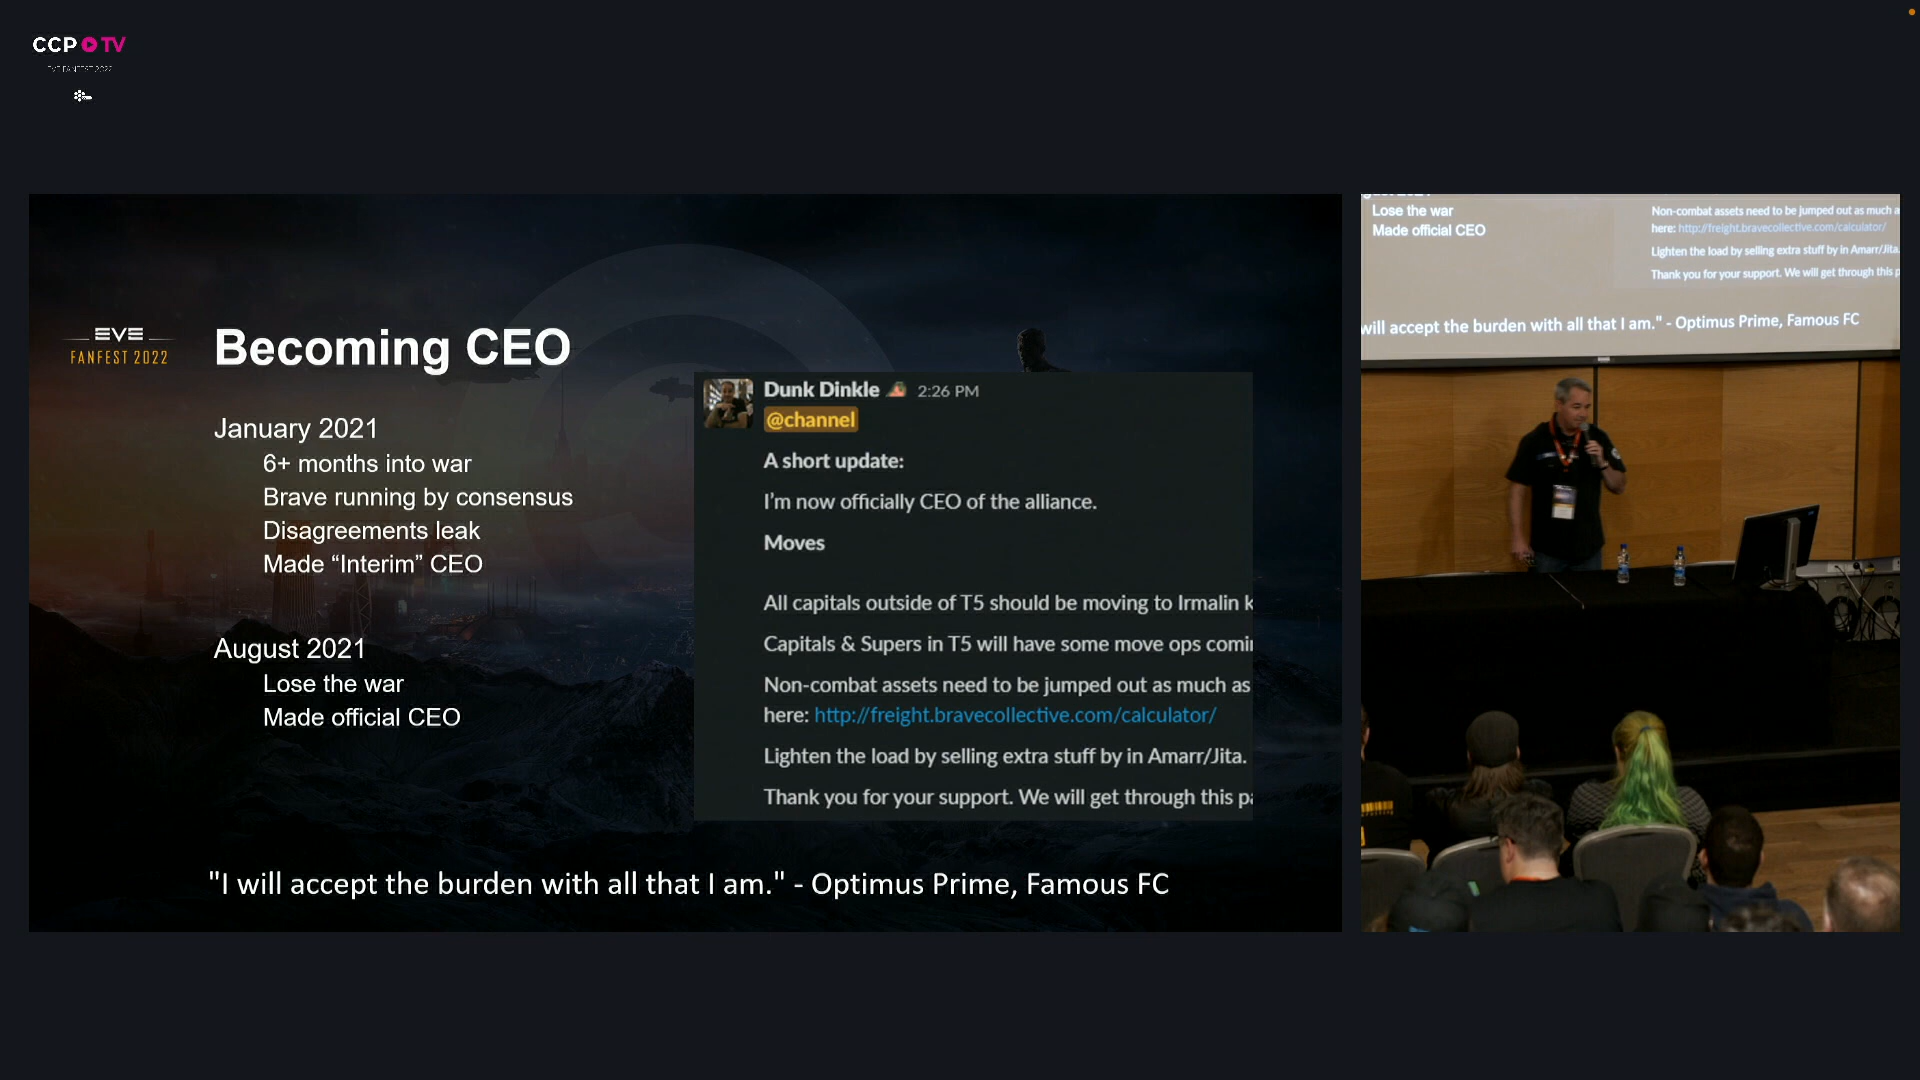 CCP TV
EVE FANFEST 2022
EVE
FANFEST 2022
Becoming CEO
January 2021
6+ months into war
Brave running by consensus
Disagreements leak
Made “Interim” CEO
August 2021
Lose the war
Made official CEO
Dunk Dinkle 2:26 PM
@channel
A short update:
I'm now officially CEO of the alliance.
Moves
All capitals outside of T5 should be moving to Irmalin
Capitals & Supers in T5 will have some move ops
Non-combat assets need to be jumped out as much as
here: http://freight.bravecollective.com/calculator/
Lighten the load by selling extra stuff by in Amarr/Jita.
Thank you for your support. We will get through this
"I will accept the burden with all that I am." - Optimus Prime, Famous FC
Lose the war
Made official CEO
Non-combat assets need to be jumped out as much
here: http://freight.bravecollective.com/calculator/
Lighten the load by selling extra stuff by in Amarr/Jita.
Thank you for your support. We will get through this
will accept the burden with all that I am." - Optimus Prime, Famous FC